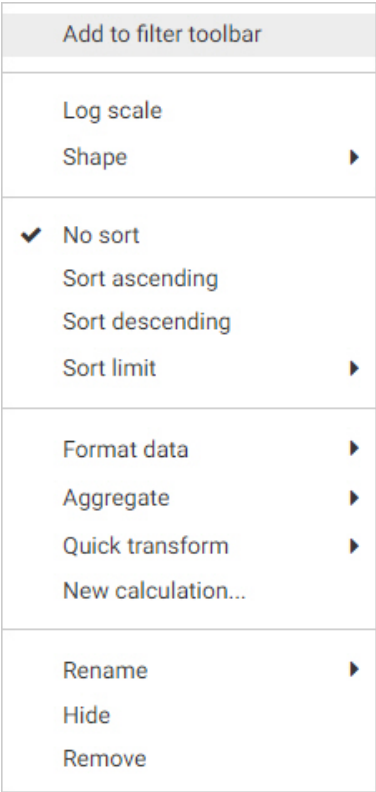 Add to filter toolbar
Log scale
Shape
No sort
Sort ascending
Sort descending
Sort limit
Format data
Aggregate
Quick transform
New calculation...
Rename
Hide
Remove